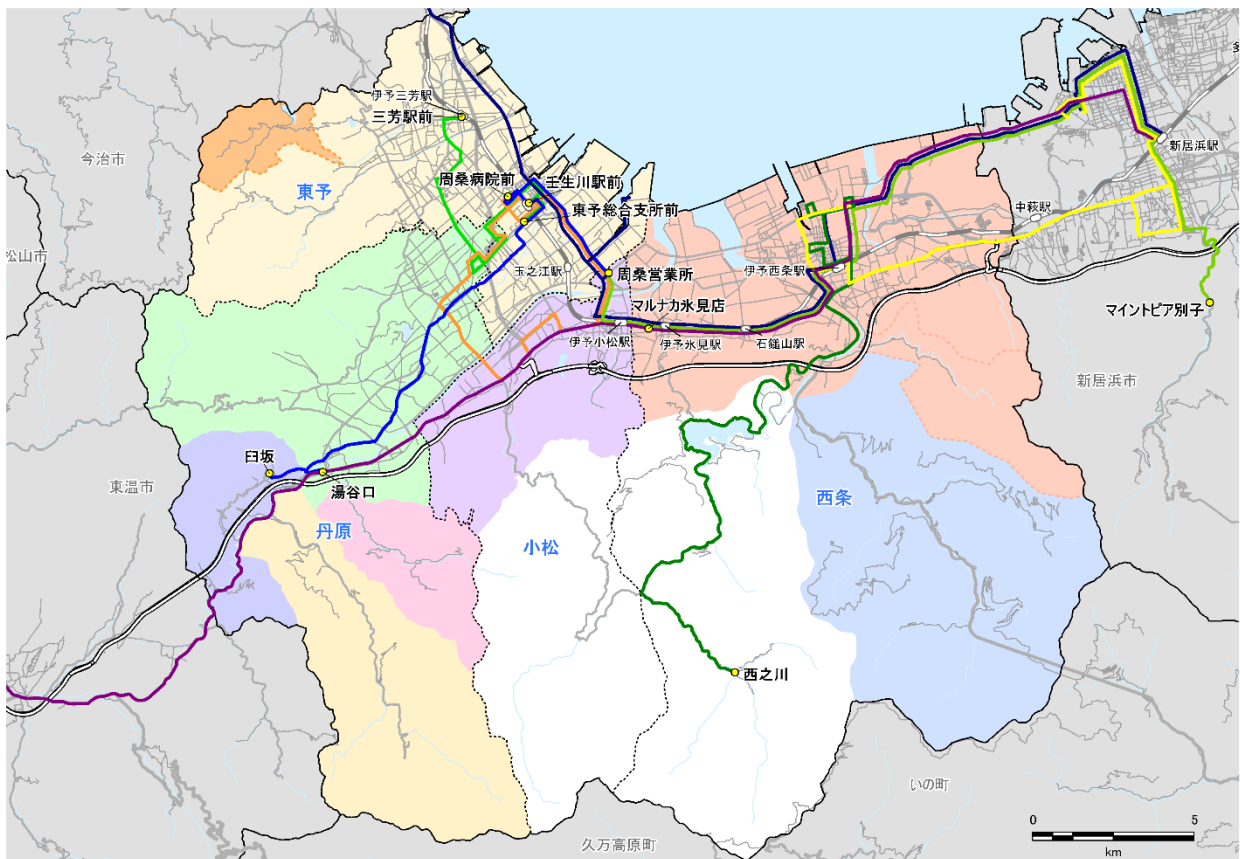 伊予三芳駅
三芳駅前
今治市
東予
周桑病院前
壬生川駅前
東予総合支所前
新居浜駅
中萩駅
松山市
玉之江駅
周桑営業所
伊予西条駅
マルナカ氷見店
マイントピア別子
伊予小松駅
伊予氷見駅
石鎚山駅
新居浜市
臼坂
東温市
湯谷口
丹原
小松
西条
西之川
いの町
久万高原町
0 5
km